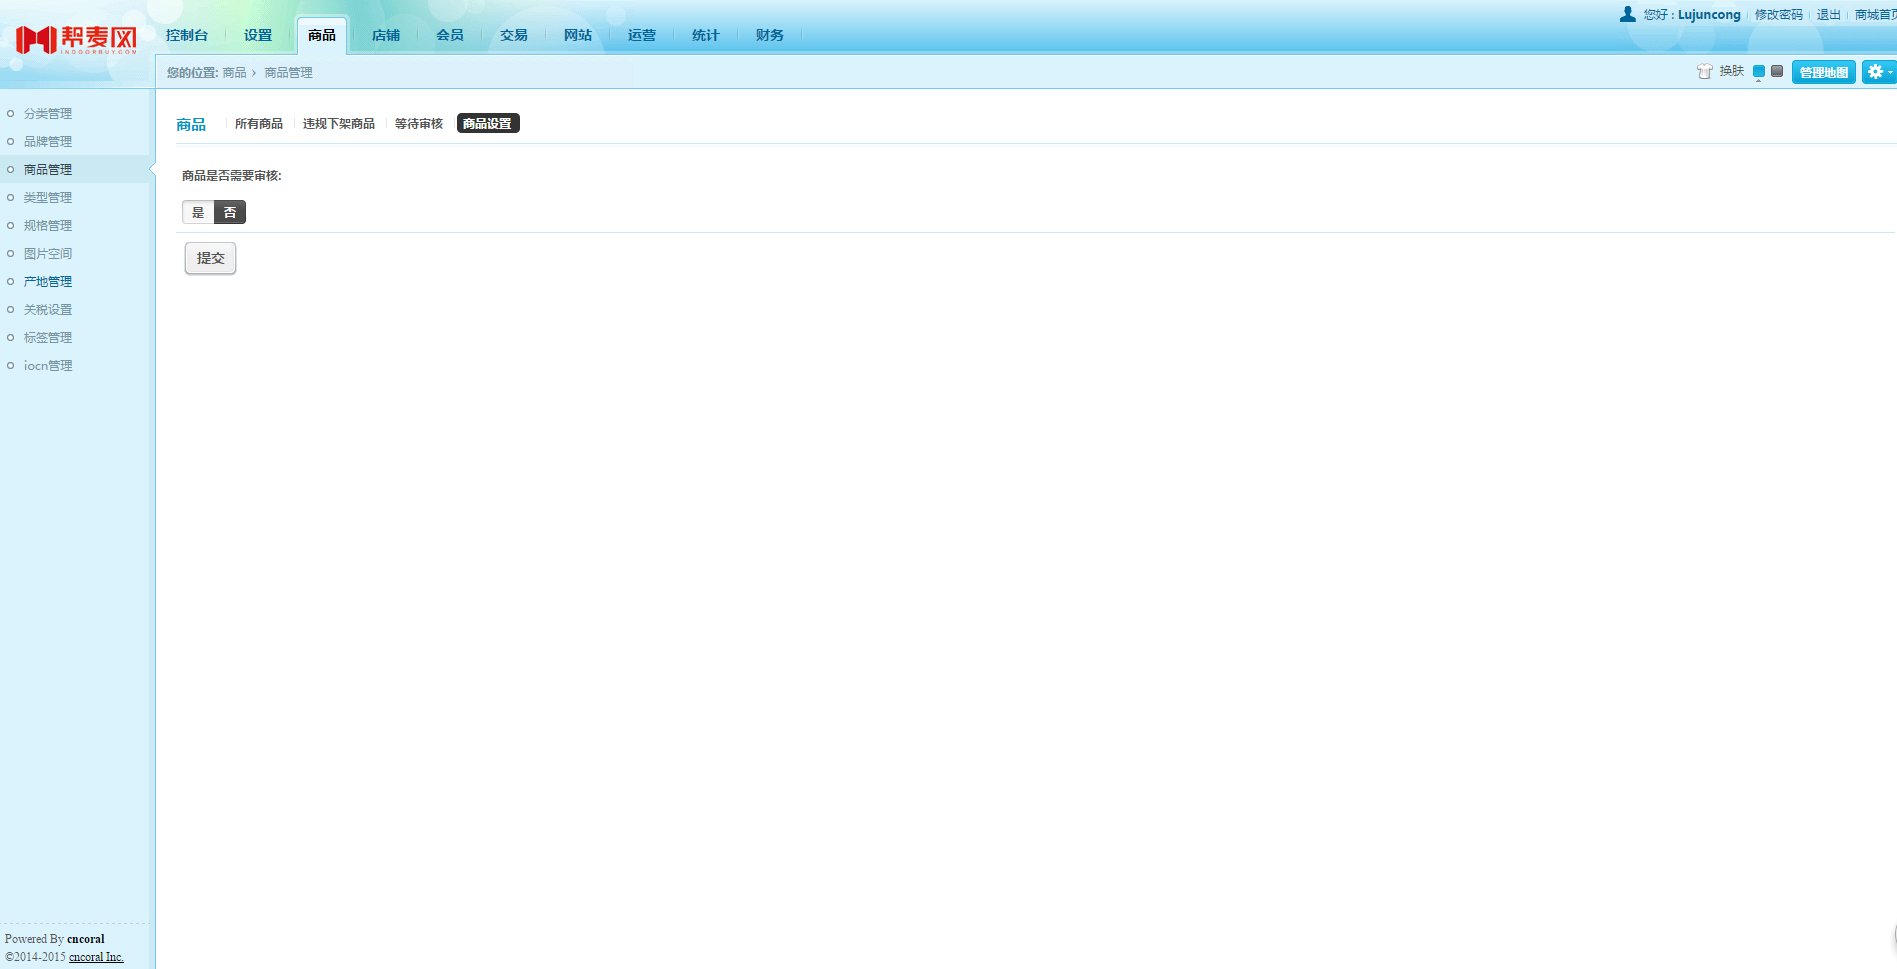 您好 : Lujuncong 修改密码 退出 商城首页
帮麦网
INDOORBUY.COM
控制台 设置 商品 店铺 会员 交易 网站 运营 统计 财务
您的位置: 商品 › 商品管理
换肤 管理地图
分类管理
品牌管理
商品管理
类型管理
规格管理
图片空间
产地管理
关税设置
标签管理
iocn管理
商品 所有商品 违规下架商品 等待审核 商品设置
商品是否需要审核:
是 否
提交
Powered By cncoral
©2014-2015 cncoral Inc.